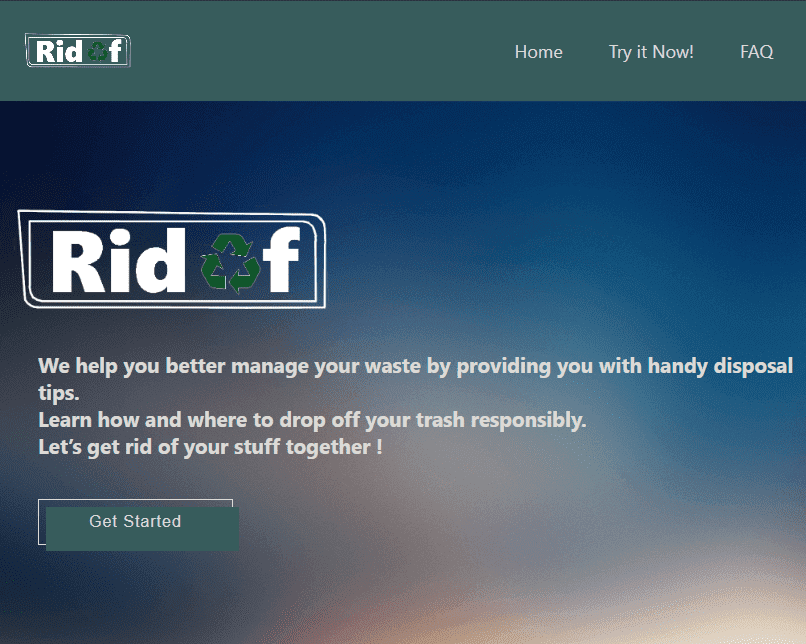 Rid f
Home Try it Now! FAQ
Rid f
We help you better manage your waste by providing you with handy disposal
tips.
Learn how and where to drop off your trash responsibly.
Let’s get rid of your stuff together !
Get Started